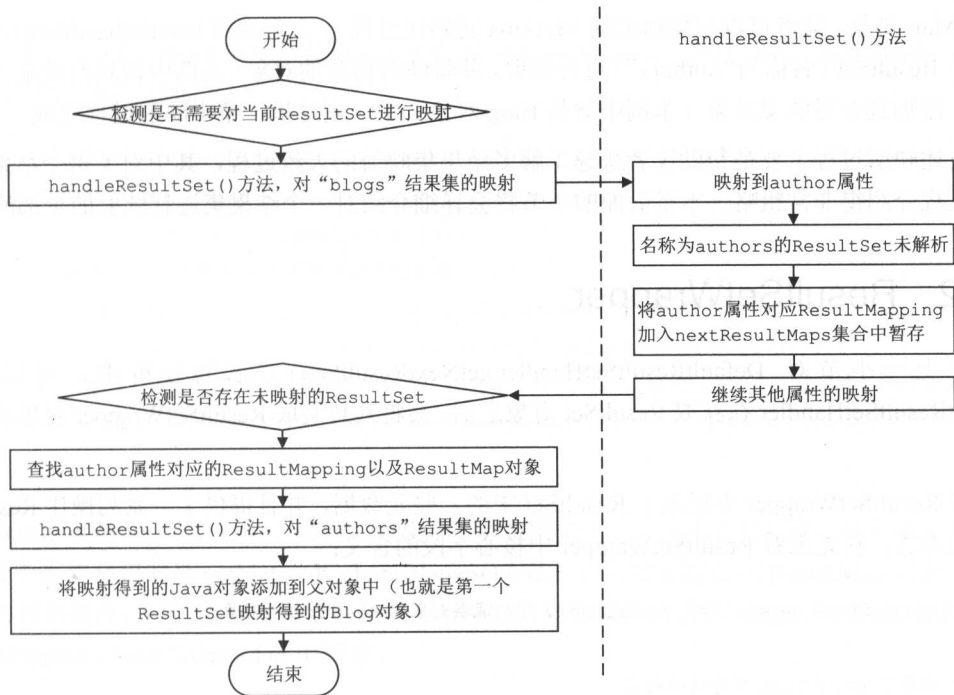 开始
检测是否需要对当前ResultSet进行映射
handleResultSet()方法，对“blogs”结果集的映射
handleResultSet()方法
映射到author属性
名称为authors的ResultSet未解析
将author属性对应ResultMapping
加入nextResultMaps集合中暂存
继续其他属性的映射
检测是否存在未映射的ResultSet
查找author属性对应的ResultMapping以及ResultMap对象
handleResultSet()方法，对“authors”结果集的映射
将映射得到的Java对象添加到父对象中（也就是第一个
ResultSet映射得到的Blog对象）
结束